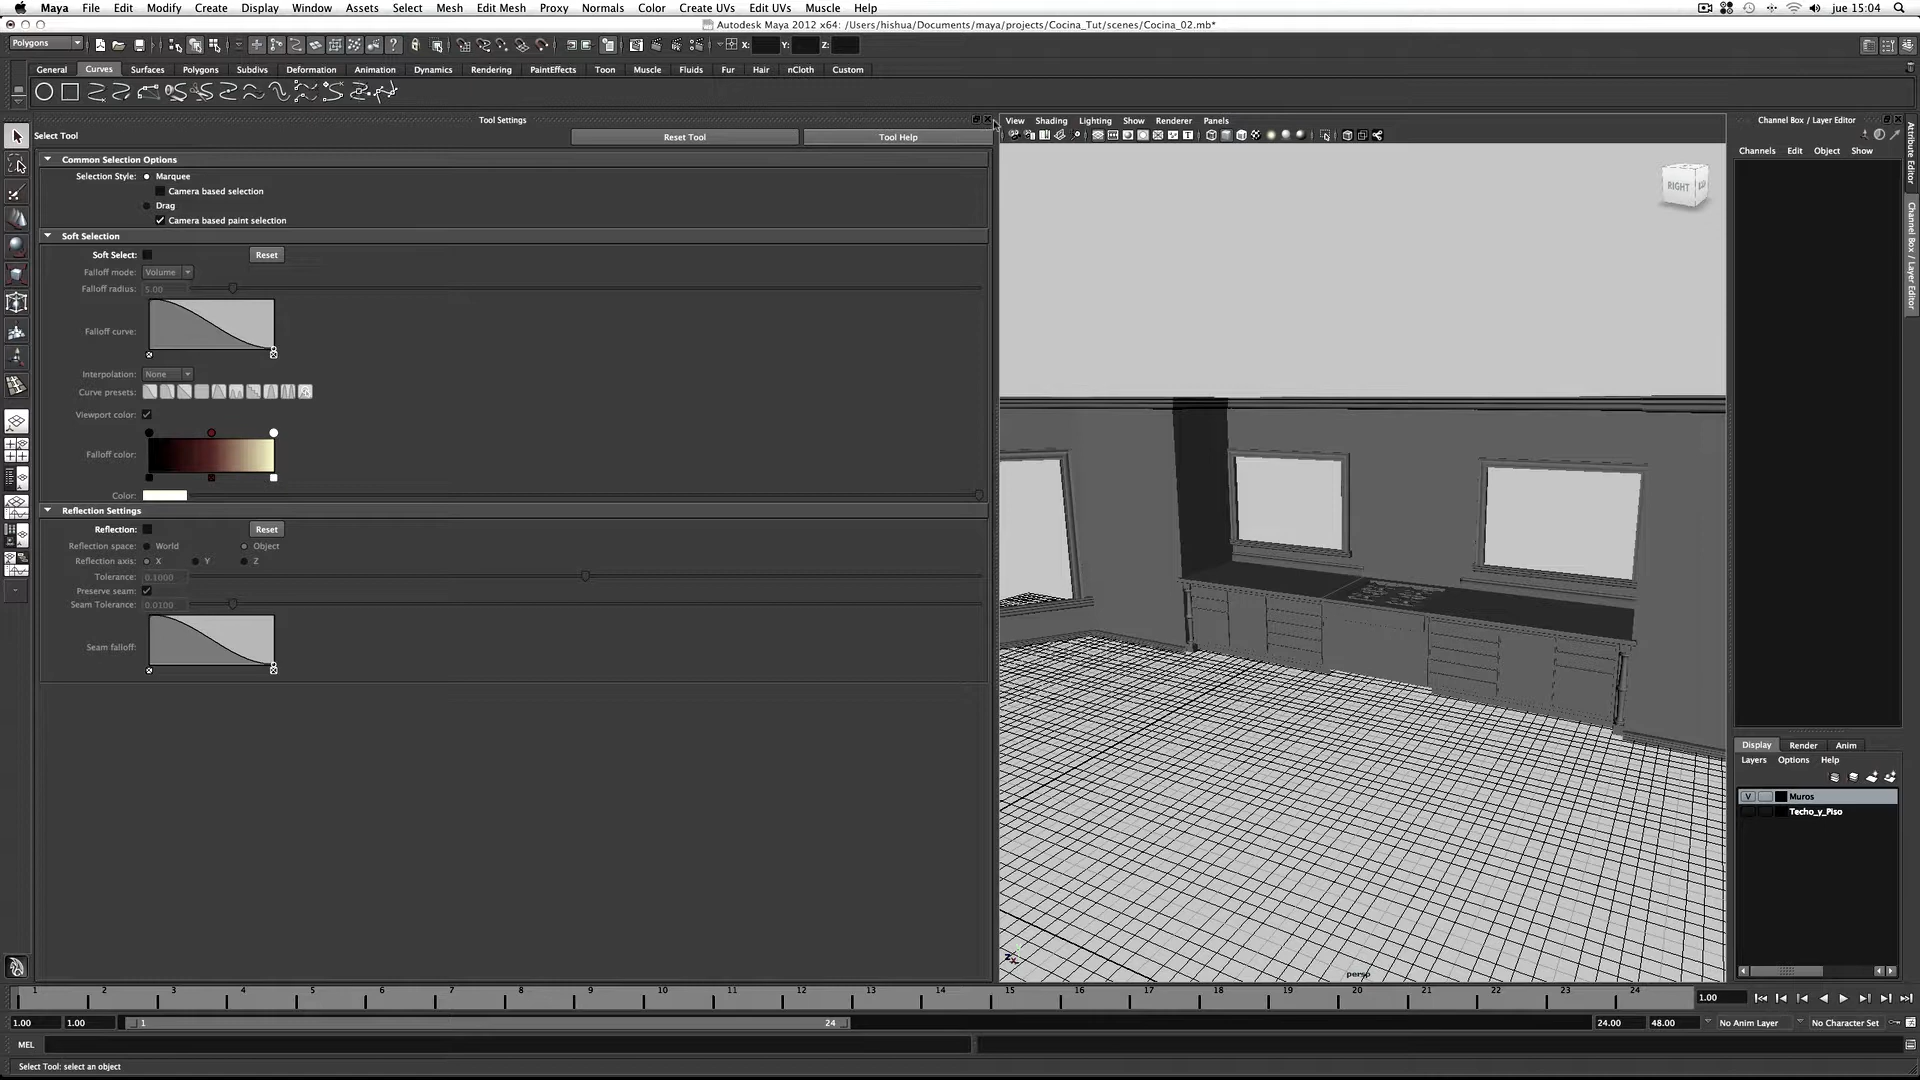 Maya File Edit Modify Create Display Window Assets Select Mesh Edit Mesh Proxy Normals Color Create UVs Edit UVs Muscle Help
jue 15:04
Autodesk Maya 2012 x64: /Users/hishua/Documents/maya/projects/Cocina_Tut/scenes/Cocina_02.mb*
Polygons
X: Y: Z:
General Curves Surfaces Polygons Subdivs Deformation Animation Dynamics Rendering PaintEffects Toon Muscle Fluids Fur Hair nCloth Custom
Tool Settings
Select Tool
Reset Tool
Tool Help
Common Selection Options
Selection Style: Marquee
Camera based selection
Drag
Camera based paint selection
Soft Selection
Soft Select:
Reset
Falloff mode: Volume
Falloff radius: 5.00
Falloff curve:
Interpolation: None
Curve presets:
Viewport color:
Falloff color:
Color:
Reflection Settings
Reflection:
Reset
Reflection space: World Object
Reflection axis: X Y Z
Tolerance: 0.1000
Preserve seam:
Seam Tolerance: 0.0100
Seam falloff:
View Shading Lighting Show Renderer Panels
RIGHT
persp
Channel Box / Layer Editor
Channels Edit Object Show
Attribute Editor
Channel Box / Layer Editor
Display Render Anim
Layers Options Help
V Muros
Techo_y_Piso
1 2 3 4 5 6 7 8 9 10 11 12 13 14 15 16 17 18 19 20 21 22 23 24
1.00
1.00 1.00 1 24 24.00 48.00 No Anim Layer No Character Set
MEL
Select Tool: select an object